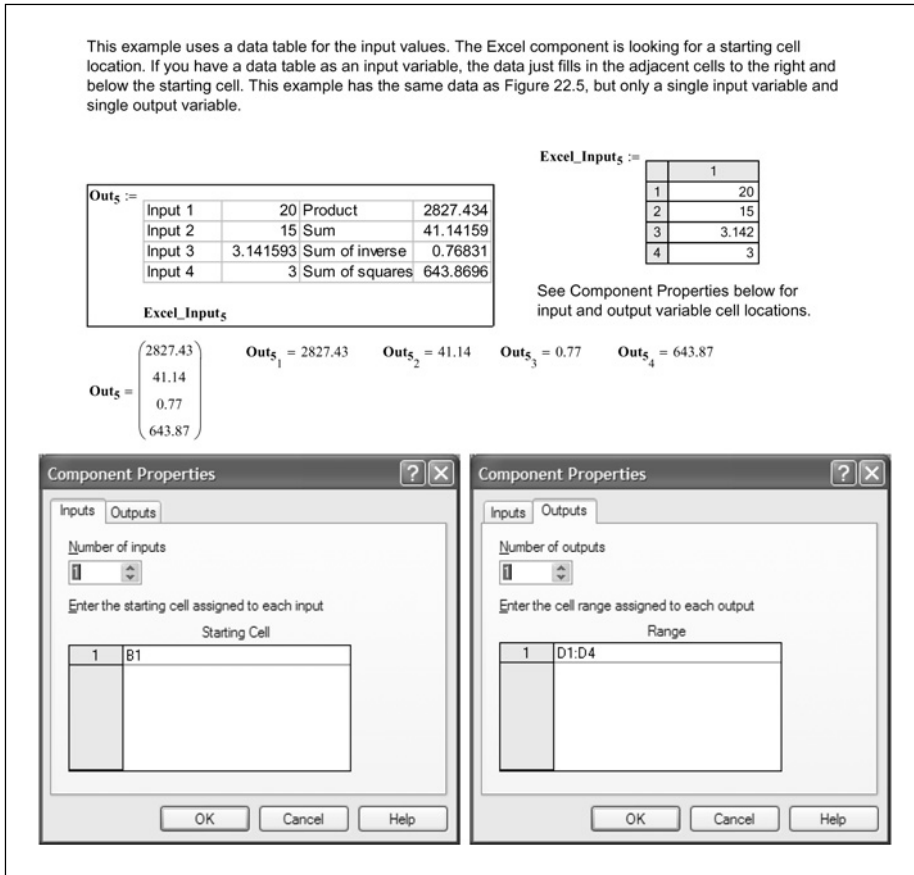 This example uses a data table for the input values. The Excel component is looking for a starting cell
location. If you have a data table as an input variable, the data just fills in the adjacent cells to the right and
below the starting cell. This example has the same data as Figure 22.5, but only a single input variable and
single output variable.
Excel_Input5 :=
1
1 20
2 15
3 3.142
4 3
Out5 :=
Input 1 20 Product 2827.434
Input 2 15 Sum 41.14159
Input 3 3.141593 Sum of inverse 0.76831
Input 4 3 Sum of squares 643.8696
Excel_Input5
See Component Properties below for
input and output variable cell locations.
Out5 =
2827.43
41.14
0.77
643.87
Out5 1 = 2827.43 Out5 2 = 41.14 Out5 3 = 0.77 Out5 4 = 643.87
Component Properties
Inputs Outputs
Number of inputs
1
Enter the starting cell assigned to each input
Starting Cell
1 B1
OK Cancel Help
Component Properties
Inputs Outputs
Number of outputs
1
Enter the cell range assigned to each output
Range
1 D1:D4
OK Cancel Help